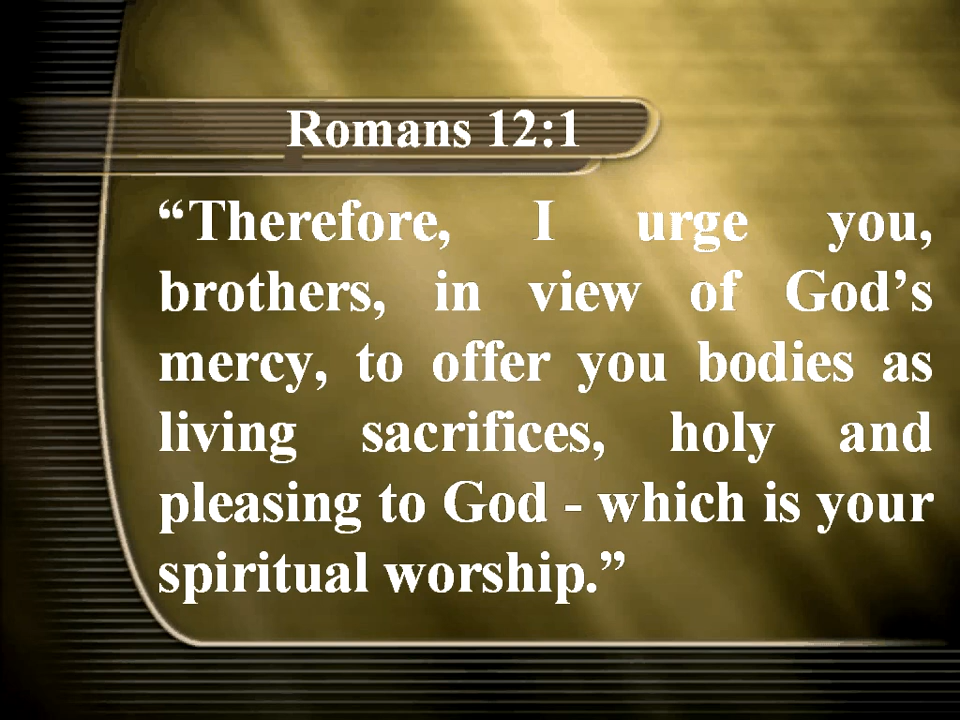 Romans 12:1
“Therefore, I urge you,
brothers, in view of God’s
mercy, to offer you bodies as
living sacrifices, holy and
pleasing to God - which is your
spiritual worship.”